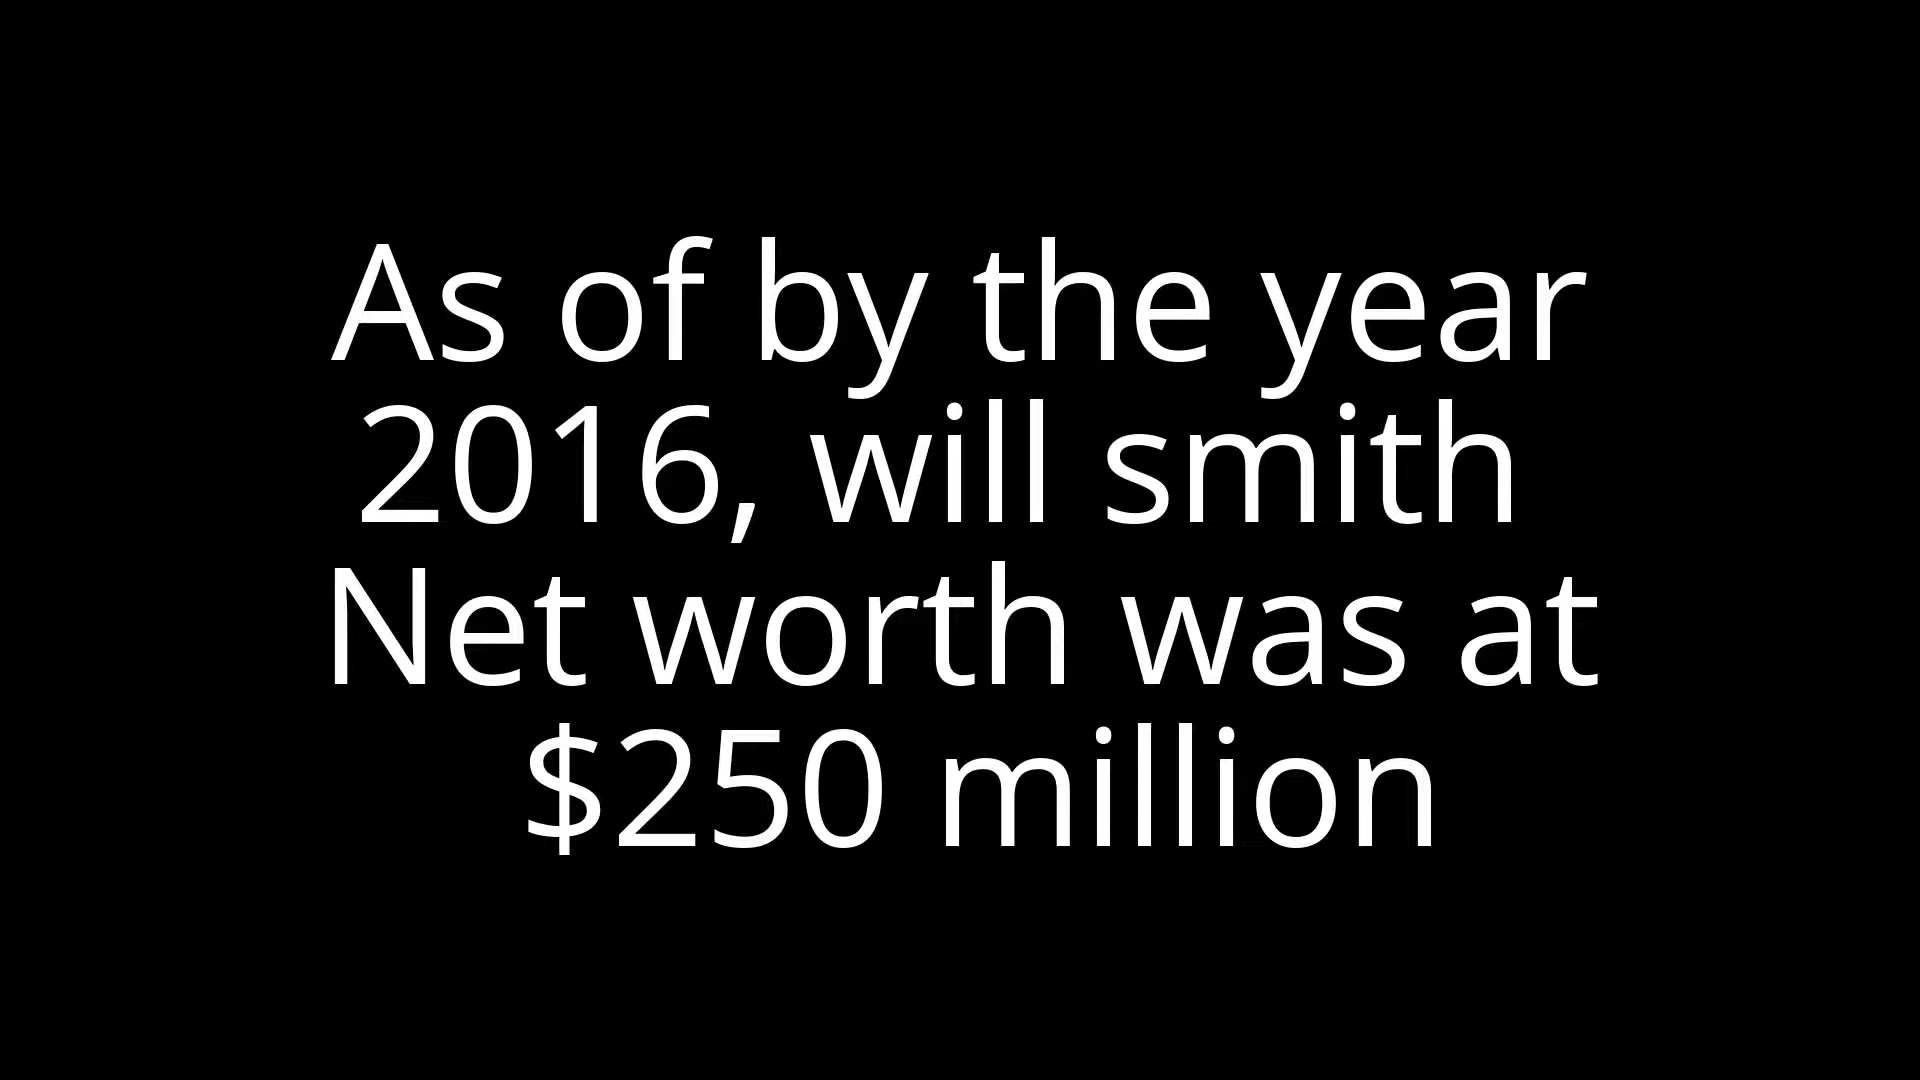 As of by the year
2016, will smith
Net worth was at
$250 million